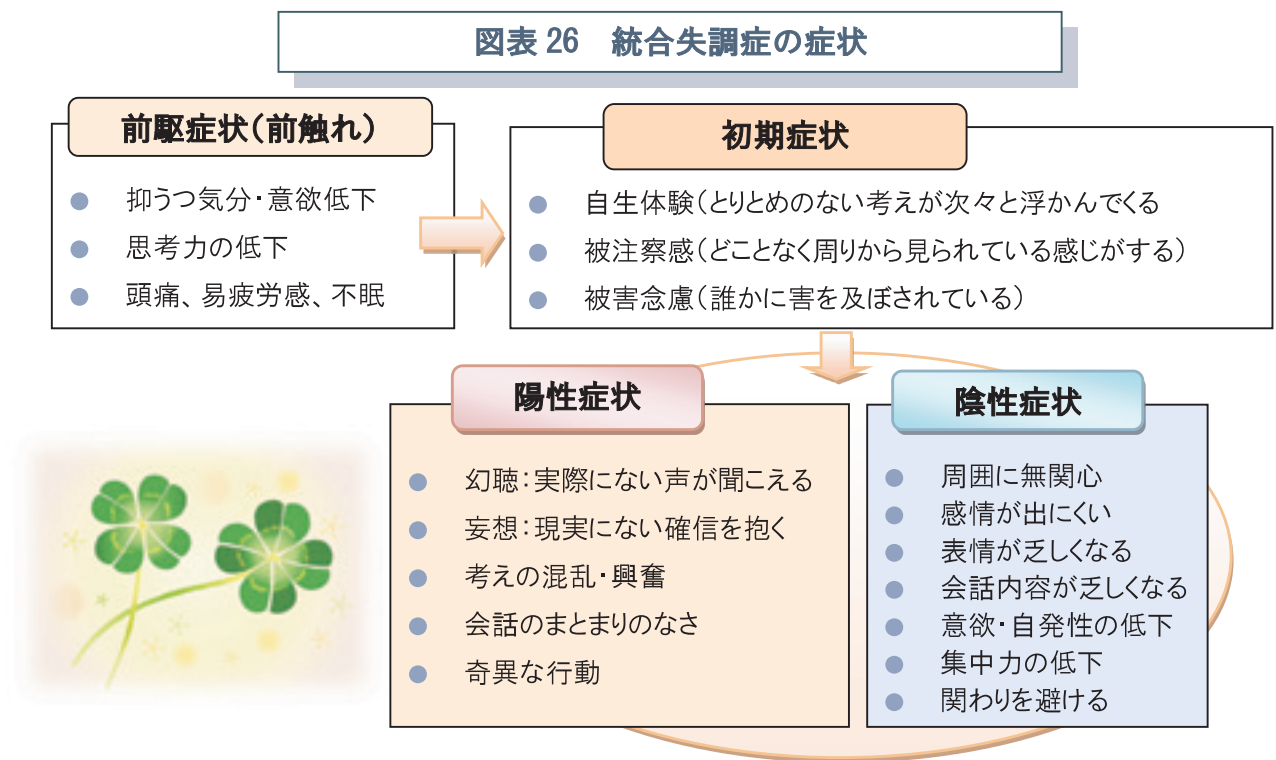 図表 26　統合失調症の症状
前駆症状(前触れ)
● 抑うつ気分・意欲低下
● 思考力の低下
● 頭痛、易疲労感、不眠
初期症状
● 自生体験(とりとめのない考えが次々と浮かんでくる
● 被注察感(どことなく周りから見られている感じがする)
● 被害念慮(誰かに害を及ぼされている)
陽性症状
● 幻聴:実際にない声が聞こえる
● 妄想:現実にない確信を抱く
● 考えの混乱・興奮
● 会話のまとまりのなさ
● 奇異な行動
陰性症状
● 周囲に無関心
● 感情が出にくい
● 表情が乏しくなる
● 会話内容が乏しくなる
● 意欲・自発性の低下
● 集中力の低下
● 関わりを避ける